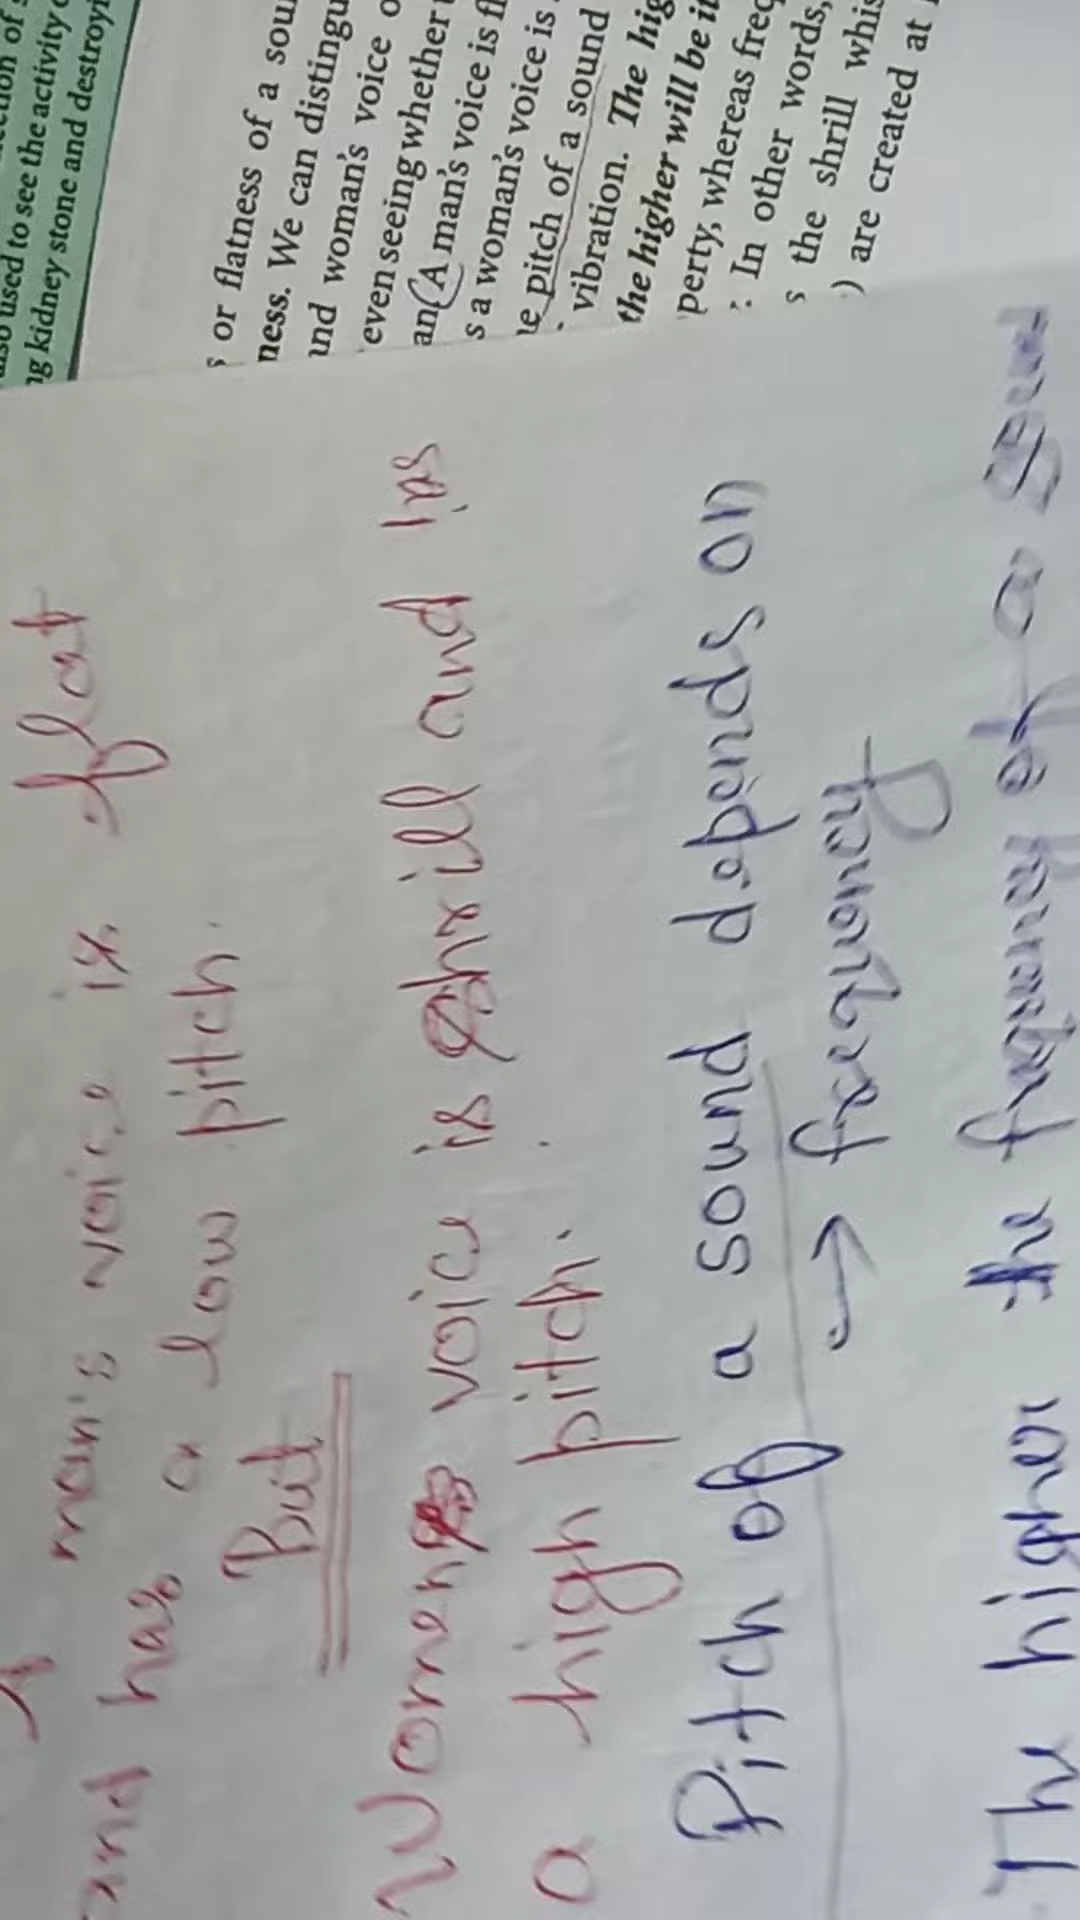 used to see the activity
ng kidney stone and destroyi
or flatness of a sou
ness. We can distingu
and woman's voice o
even seeing whether
an (A man's voice is fl
s a woman's voice is
e pitch of a sound
vibration. The hig
the higher will be it
perty, whereas freq
: In other words,
s the shrill whis
) are created at
A man's voice is flat
and has a low pitch.
But
Women's voice is shrill and has
a high pitch.
Pitch of a sound depends on
→ frequency
The higher the frequency of a sound